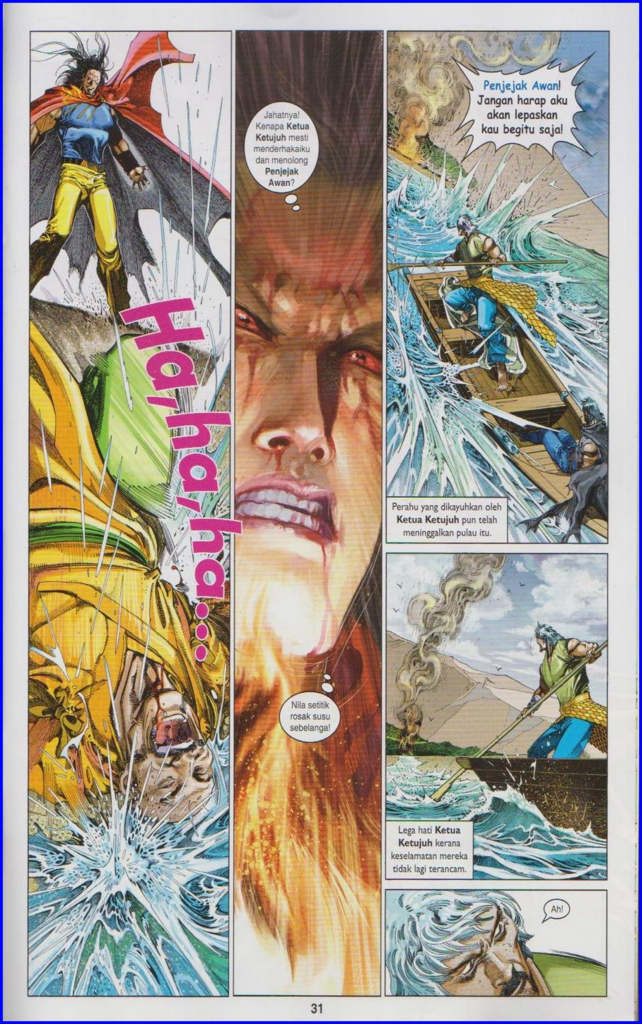 Ha, ha, ha...
Jahatnya!
Kenapa Ketua
Ketujuh mesti
menderhakaiku
dan menolong
Penjejak
Awan?
Nila setitik
rosak susu
sebelanga!
Penjejak Awan!
Jangan harap aku
akan lepaskan
kau begitu saja!
Perahu yang dikayuhkan oleh
Ketua Ketujuh pun telah
meninggalkan pulau itu.
Lega hati Ketua
Ketujuh kerana
keselamatan mereka
tidak lagi terancam.
Ah!
31